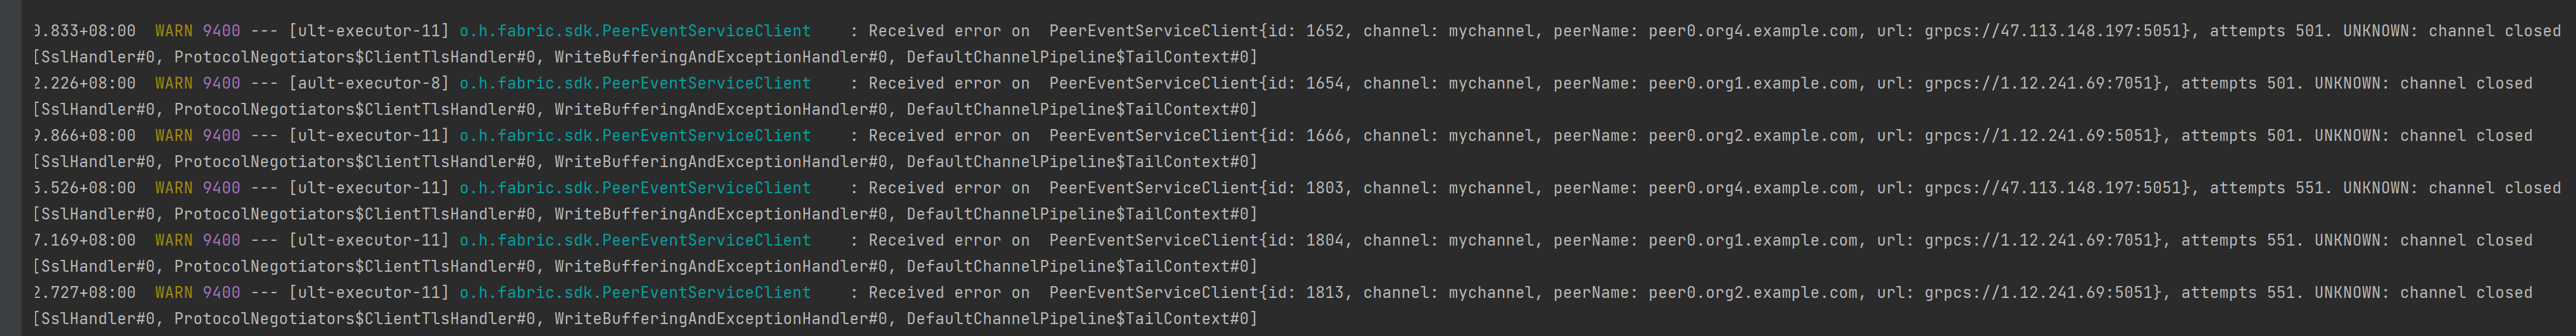 0.833+08:00  WARN 9400 --- [ult-executor-11] o.h.fabric.sdk.PeerEventServiceClient    : Received error on  PeerEventServiceClient{id: 1652, channel: mychannel, peerName: peer0.org4.example.com, url: grpcs://47.113.148.197:5051}, attempts 501. UNKNOWN: channel closed
[SslHandler#0, ProtocolNegotiators$ClientTlsHandler#0, WriteBufferingAndExceptionHandler#0, DefaultChannelPipeline$TailContext#0]
2.226+08:00  WARN 9400 --- [ault-executor-8] o.h.fabric.sdk.PeerEventServiceClient    : Received error on  PeerEventServiceClient{id: 1654, channel: mychannel, peerName: peer0.org1.example.com, url: grpcs://1.12.241.69:7051}, attempts 501. UNKNOWN: channel closed
[SslHandler#0, ProtocolNegotiators$ClientTlsHandler#0, WriteBufferingAndExceptionHandler#0, DefaultChannelPipeline$TailContext#0]
9.866+08:00  WARN 9400 --- [ult-executor-11] o.h.fabric.sdk.PeerEventServiceClient    : Received error on  PeerEventServiceClient{id: 1666, channel: mychannel, peerName: peer0.org2.example.com, url: grpcs://1.12.241.69:5051}, attempts 501. UNKNOWN: channel closed
[SslHandler#0, ProtocolNegotiators$ClientTlsHandler#0, WriteBufferingAndExceptionHandler#0, DefaultChannelPipeline$TailContext#0]
5.526+08:00  WARN 9400 --- [ult-executor-11] o.h.fabric.sdk.PeerEventServiceClient    : Received error on  PeerEventServiceClient{id: 1803, channel: mychannel, peerName: peer0.org4.example.com, url: grpcs://47.113.148.197:5051}, attempts 551. UNKNOWN: channel closed
[SslHandler#0, ProtocolNegotiators$ClientTlsHandler#0, WriteBufferingAndExceptionHandler#0, DefaultChannelPipeline$TailContext#0]
7.169+08:00  WARN 9400 --- [ult-executor-11] o.h.fabric.sdk.PeerEventServiceClient    : Received error on  PeerEventServiceClient{id: 1804, channel: mychannel, peerName: peer0.org1.example.com, url: grpcs://1.12.241.69:7051}, attempts 551. UNKNOWN: channel closed
[SslHandler#0, ProtocolNegotiators$ClientTlsHandler#0, WriteBufferingAndExceptionHandler#0, DefaultChannelPipeline$TailContext#0]
2.727+08:00  WARN 9400 --- [ult-executor-11] o.h.fabric.sdk.PeerEventServiceClient    : Received error on  PeerEventServiceClient{id: 1813, channel: mychannel, peerName: peer0.org2.example.com, url: grpcs://1.12.241.69:5051}, attempts 551. UNKNOWN: channel closed
[SslHandler#0, ProtocolNegotiators$ClientTlsHandler#0, WriteBufferingAndExceptionHandler#0, DefaultChannelPipeline$TailContext#0]